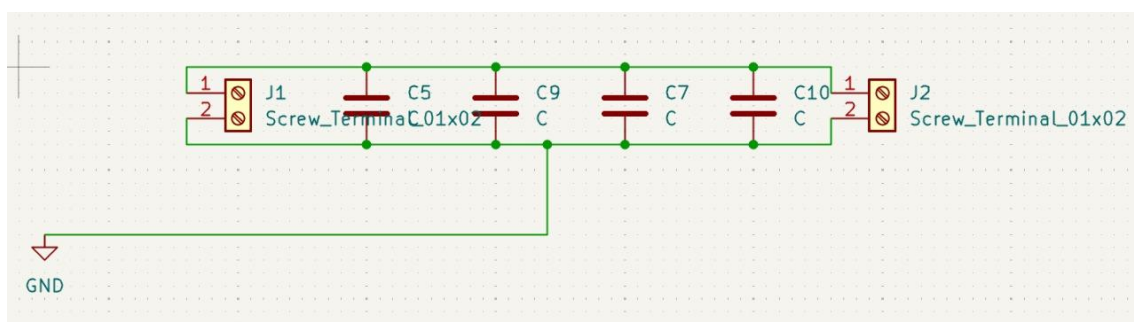 1 J1 C5 C9 C7 C10 1 J2
2 Screw_Terminal_01x02 C C C C 2 Screw_Terminal_01x02
GND